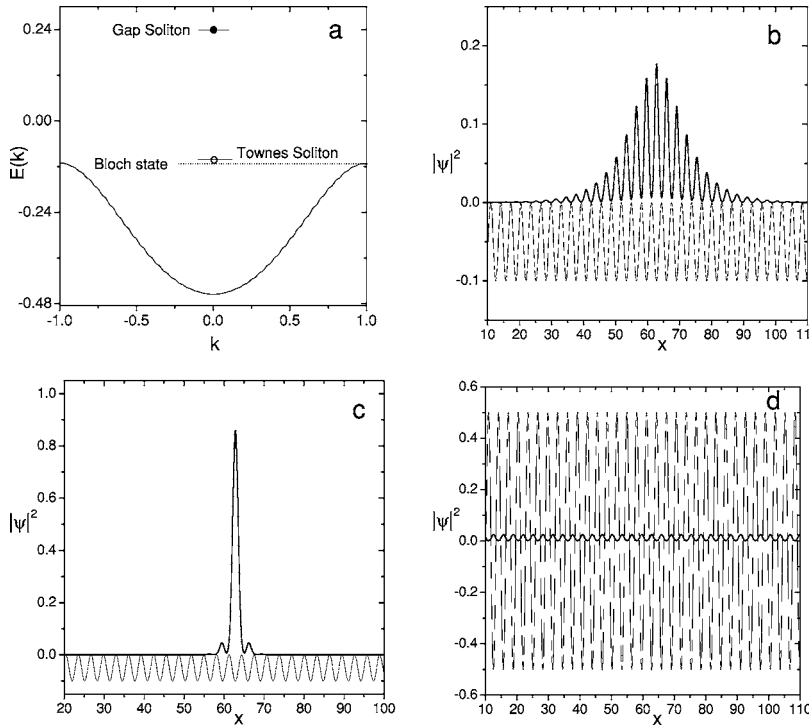 a
0.24
Gap Soliton
0.00
E(k)
Bloch state
Townes Soliton
-0.24
-0.48
-1.0 -0.5 0.0 0.5 1.0
k
b
0.2
0.1
|ψ|²
0.0
-0.1
10 20 30 40 50 60 70 80 90 100 110
x
c
1.0
0.8
0.6
|ψ|²
0.4
0.2
0.0
20 40 60 80 100
x
d
0.6
0.4
0.2
|ψ|²
0.0
-0.2
-0.4
-0.6
10 20 30 40 50 60 70 80 90 100 110
x